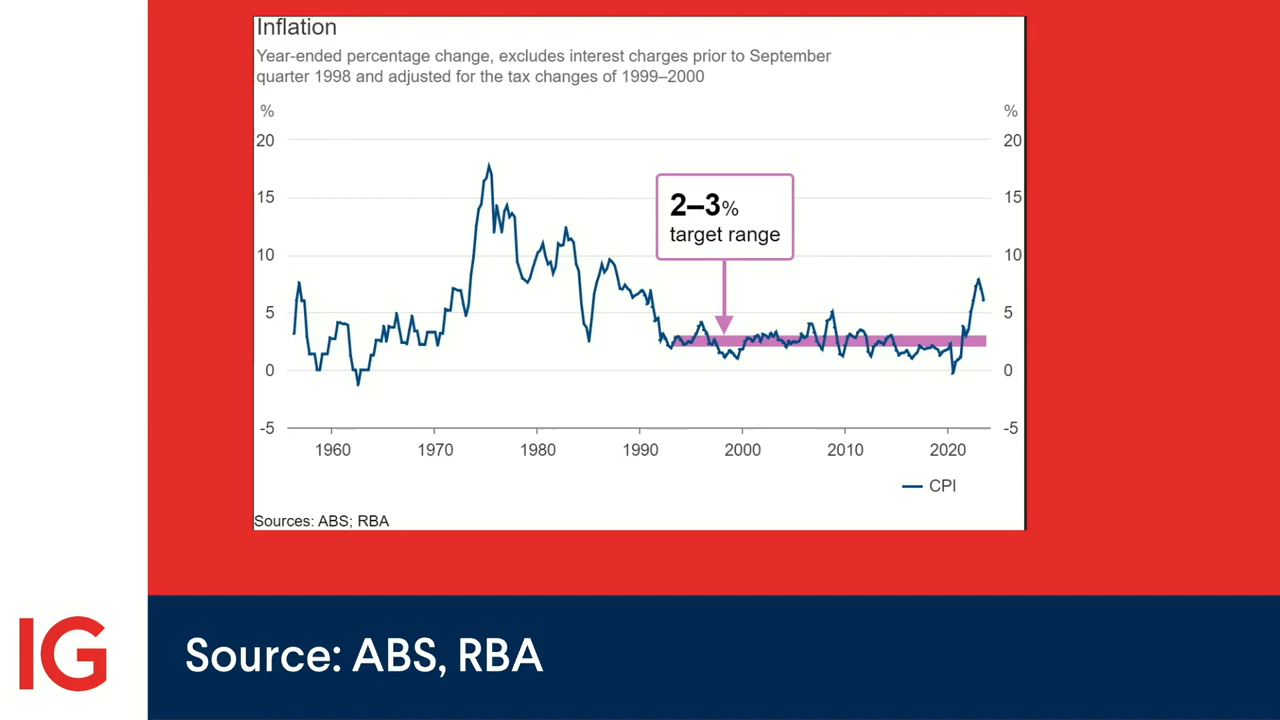 Inflation
Year-ended percentage change, excludes interest charges prior to September
quarter 1998 and adjusted for the tax changes of 1999–2000
% %
20 20
15 15
10 10
5 5
0 0
-5 -5
2–3%
target range
1960 1970 1980 1990 2000 2010 2020
CPI
Sources: ABS; RBA
IG
Source: ABS, RBA